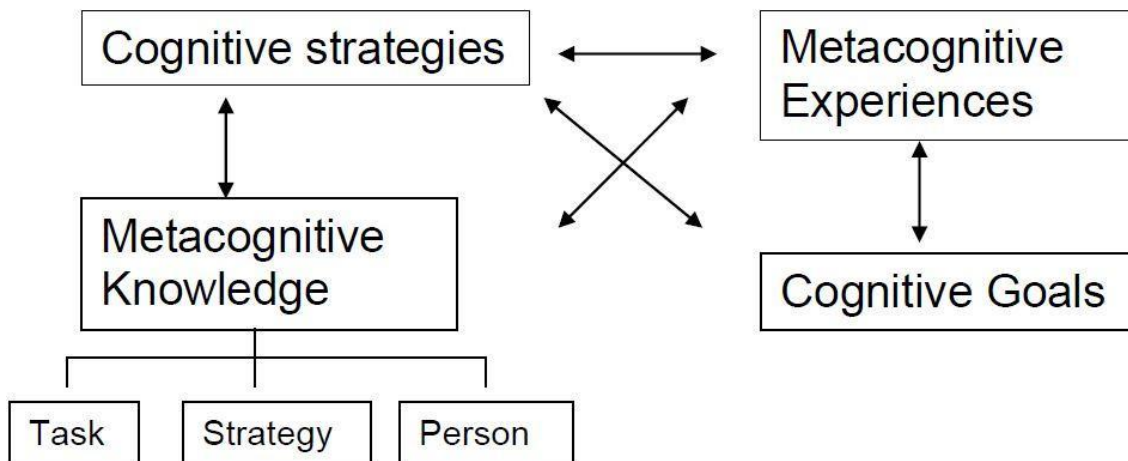 Cognitive strategies
Metacognitive
Experiences
Metacognitive
Knowledge
Cognitive Goals
Task
Strategy
Person